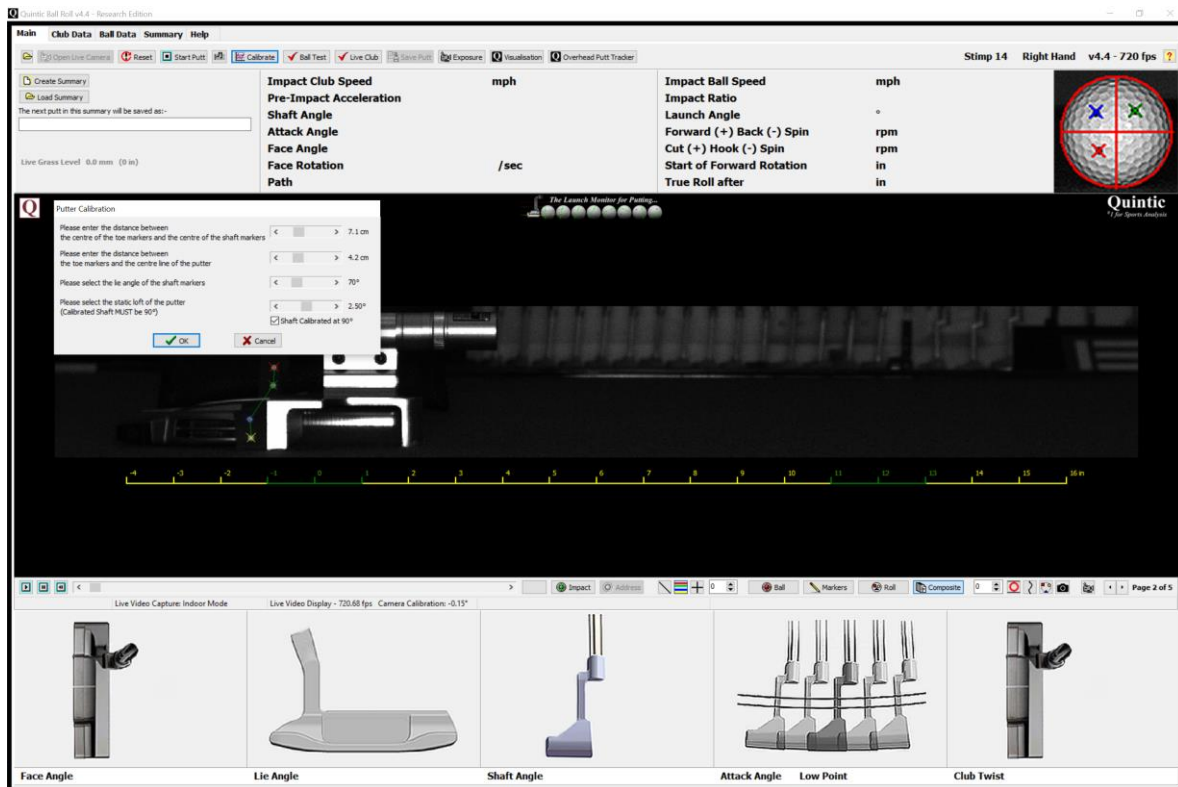 Quintic Ball Roll v4.4 - Research Edition
Main Club Data Ball Data Summary Help
Open Live Camera Reset Start Putt Calibrate Ball Test Live Club Save Putt Exposure Visualisation Overhead Putt Tracker Stimp 14 Right Hand v4.4 - 720 fps ?
Create Summary
Load Summary
The next putt in this summary will be saved as:-
Live Grass Level 0.0 mm (0 in)
Impact Club Speed mph
Pre-Impact Acceleration
Shaft Angle
Attack Angle
Face Angle
Face Rotation /sec
Path
Impact Ball Speed mph
Impact Ratio
Launch Angle °
Forward (+) Back (-) Spin rpm
Cut (+) Hook (-) Spin rpm
Start of Forward Rotation in
True Roll after in
Q
The Launch Monitor for Putting...
Quintic
#1 for Sports Analysis
Putter Calibration
Please enter the distance between
the centre of the toe markers and the centre of the shaft markers 7.1 cm
Please enter the distance between
the toe markers and the centre line of the putter 4.2 cm
Please select the lie angle of the shaft markers 70°
Please select the static loft of the putter
(Calibrated Shaft MUST be 90°) 2.50°
Shaft Calibrated at 90°
OK Cancel
-4 -3 -2 -1 0 1 2 3 4 5 6 7 8 9 10 11 12 13 14 15 16 in
Impact Address 0 Ball Markers Roll Composite 0 Page 2 of 5
Live Video Capture: Indoor Mode Live Video Display - 720.68 fps Camera Calibration: -0.15°
Face Angle Lie Angle Shaft Angle Attack Angle Low Point Club Twist